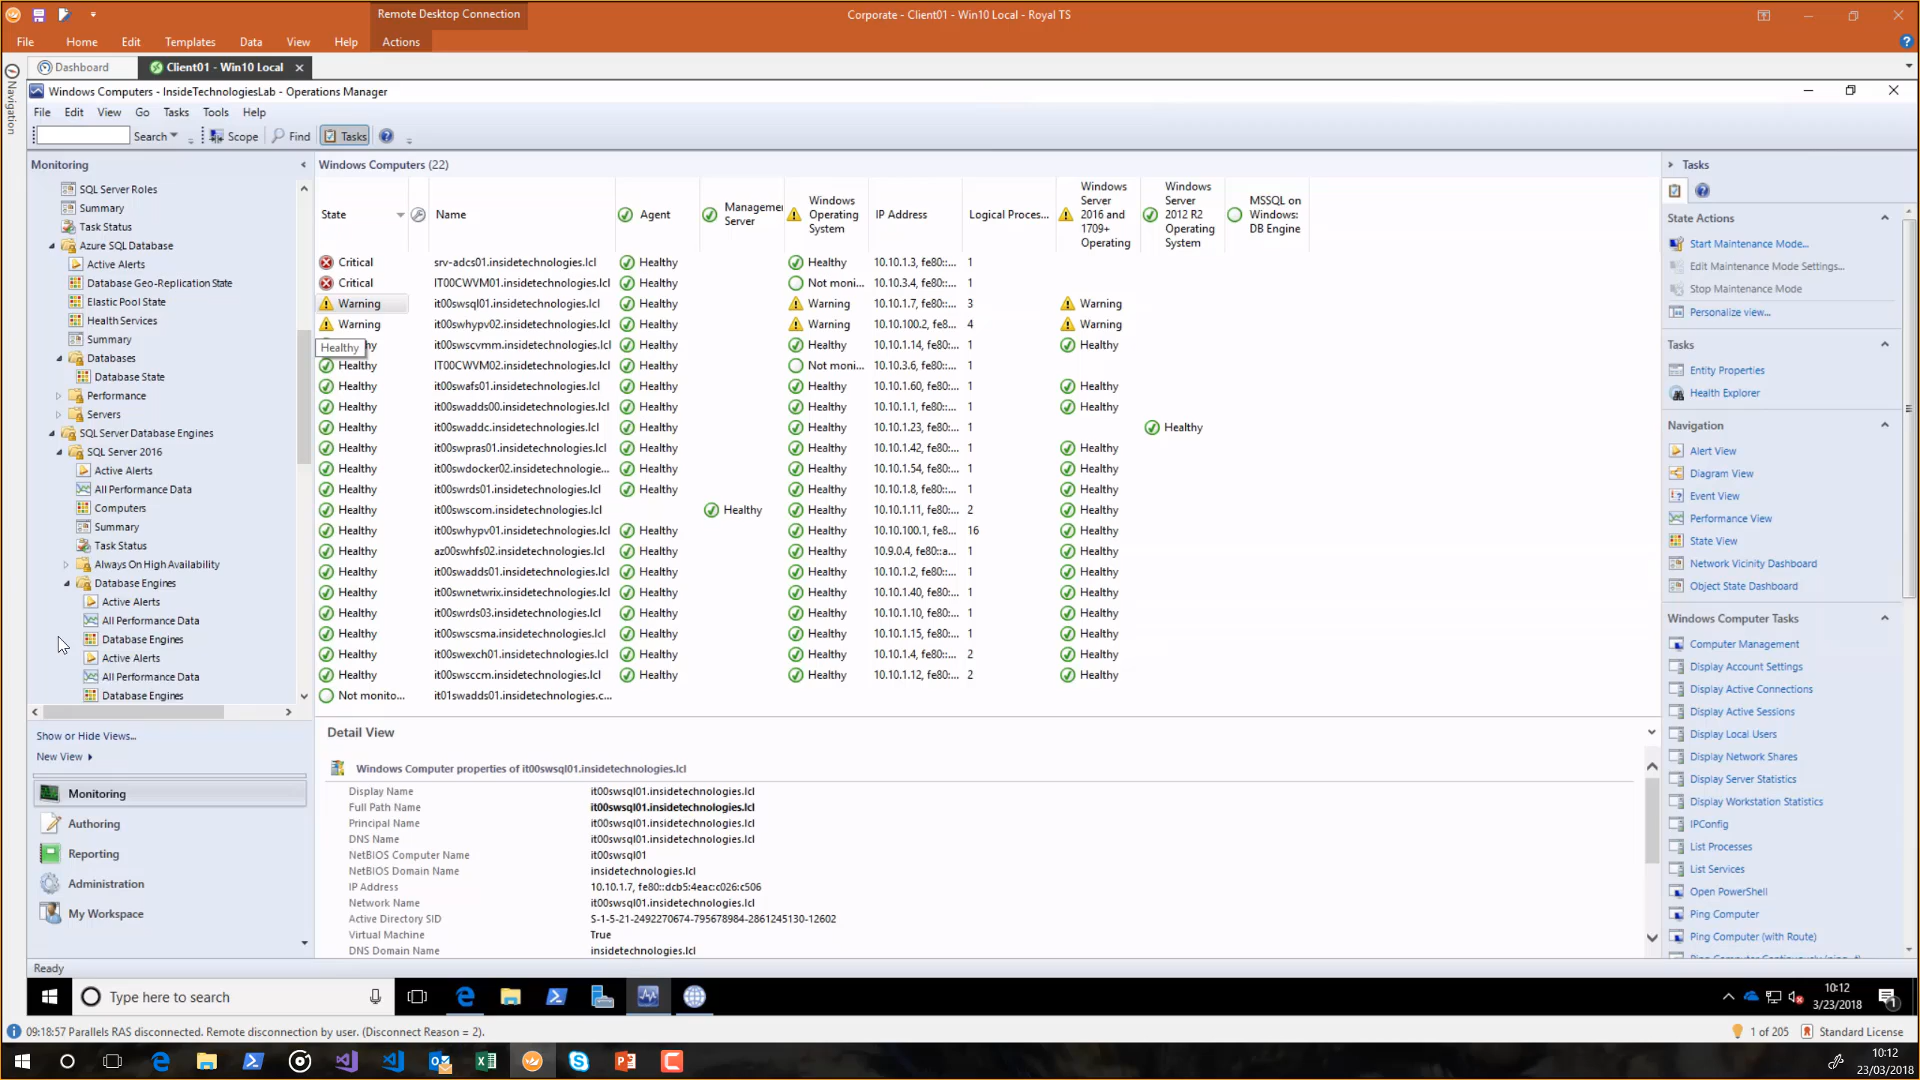 Remote Desktop Connection
Corporate - Client01 - Win10 Local - Royal TS
File Home Edit Templates Data View Help Actions
Dashboard Client01 - Win10 Local
Navigation
Windows Computers - InsideTechnologiesLab - Operations Manager
File Edit View Go Tasks Tools Help
Search Scope Find Tasks
Monitoring
SQL Server Roles
Summary
Task Status
Azure SQL Database
Active Alerts
Database Geo-Replication State
Elastic Pool State
Health Services
Summary
Databases
Database State
Performance
Servers
SQL Server Database Engines
SQL Server 2016
Active Alerts
All Performance Data
Computers
Summary
Task Status
Always On High Availability
Database Engines
Active Alerts
All Performance Data
Database Engines
Active Alerts
All Performance Data
Database Engines
Show or Hide Views...
New View
Monitoring
Authoring
Reporting
Administration
My Workspace
Windows Computers (22)
State Name Agent Managemen Server Windows Operating System IP Address Logical Proces... Windows Server 2016 and 1709+ Operating Windows Server 2012 R2 Operating System MSSQL on Windows: DB Engine
Critical srv-adcs01.insidetechnologies.lcl Healthy Healthy 10.10.1.3, fe80::... 1
Critical IT00CWVM01.insidetechnologies.lcl Healthy Not moni... 10.10.3.4, fe80::... 1
Warning it00swsql01.insidetechnologies.lcl Healthy Warning 10.10.1.7, fe80::... 3 Warning
Warning it00swhypv02.insidetechnologies.lcl Healthy Warning 10.10.100.2, fe8... 4 Warning
Healthy
hy it00swscvmm.insidetechnologies.lcl Healthy Healthy 10.10.1.14, fe80:... 1 Healthy
Healthy IT00CWVM02.insidetechnologies.lcl Healthy Not moni... 10.10.3.6, fe80::... 1
Healthy it00swafs01.insidetechnologies.lcl Healthy Healthy 10.10.1.60, fe80:... 1 Healthy
Healthy it00swadds00.insidetechnologies.lcl Healthy Healthy 10.10.1.1, fe80::... 1 Healthy
Healthy it00swaddc.insidetechnologies.lcl Healthy Healthy 10.10.1.23, fe80:... 1 Healthy
Healthy it00swpras01.insidetechnologies.lcl Healthy Healthy 10.10.1.42, fe80:... 1 Healthy
Healthy it00swdocker02.insidetechnologie... Healthy Healthy 10.10.1.54, fe80:... 1 Healthy
Healthy it00swrds01.insidetechnologies.lcl Healthy Healthy 10.10.1.8, fe80::... 1 Healthy
Healthy it00swscom.insidetechnologies.lcl Healthy Healthy 10.10.1.11, fe80:... 2 Healthy
Healthy it00swhypv01.insidetechnologies.lcl Healthy Healthy 10.10.100.1, fe8... 16 Healthy
Healthy az00swhfs02.insidetechnologies.lcl Healthy Healthy 10.9.0.4, fe80::a... 1 Healthy
Healthy it00swadds01.insidetechnologies.lcl Healthy Healthy 10.10.1.2, fe80::... 1 Healthy
Healthy it00swnetwrix.insidetechnologies.lcl Healthy Healthy 10.10.1.40, fe80:... 1 Healthy
Healthy it00swrds03.insidetechnologies.lcl Healthy Healthy 10.10.1.10, fe80:... 1 Healthy
Healthy it00swscsma.insidetechnologies.lcl Healthy Healthy 10.10.1.15, fe80:... 1 Healthy
Healthy it00swexch01.insidetechnologies.lcl Healthy Healthy 10.10.1.4, fe80::... 2 Healthy
Healthy it00swsccm.insidetechnologies.lcl Healthy Healthy 10.10.1.12, fe80:... 2 Healthy
Not monito... it01swadds01.insidetechnologies.c...
Detail View
Windows Computer properties of it00swsql01.insidetechnologies.lcl
Display Name it00swsql01.insidetechnologies.lcl
Full Path Name it00swsql01.insidetechnologies.lcl
Principal Name it00swsql01.insidetechnologies.lcl
DNS Name it00swsql01.insidetechnologies.lcl
NetBIOS Computer Name it00swsql01
NetBIOS Domain Name insidetechnologies.lcl
IP Address 10.10.1.7, fe80::dcb5:4eac:c026:c506
Network Name it00swsql01.insidetechnologies.lcl
Active Directory SID S-1-5-21-2492270674-795678984-2861245130-12602
Virtual Machine True
DNS Domain Name insidetechnologies.lcl
Tasks
State Actions
Start Maintenance Mode...
Edit Maintenance Mode Settings...
Stop Maintenance Mode
Personalize view...
Tasks
Entity Properties
Health Explorer
Navigation
Alert View
Diagram View
Event View
Performance View
State View
Network Vicinity Dashboard
Object State Dashboard
Windows Computer Tasks
Computer Management
Display Account Settings
Display Active Connections
Display Active Sessions
Display Local Users
Display Network Shares
Display Server Statistics
Display Workstation Statistics
IPConfig
List Processes
List Services
Open PowerShell
Ping Computer
Ping Computer (with Route)
Ready
Type here to search
10:12
3/23/2018
1
09:18:57 Parallels RAS disconnected. Remote disconnection by user. (Disconnect Reason = 2).
1 of 205 Standard License
10:12
23/03/2018